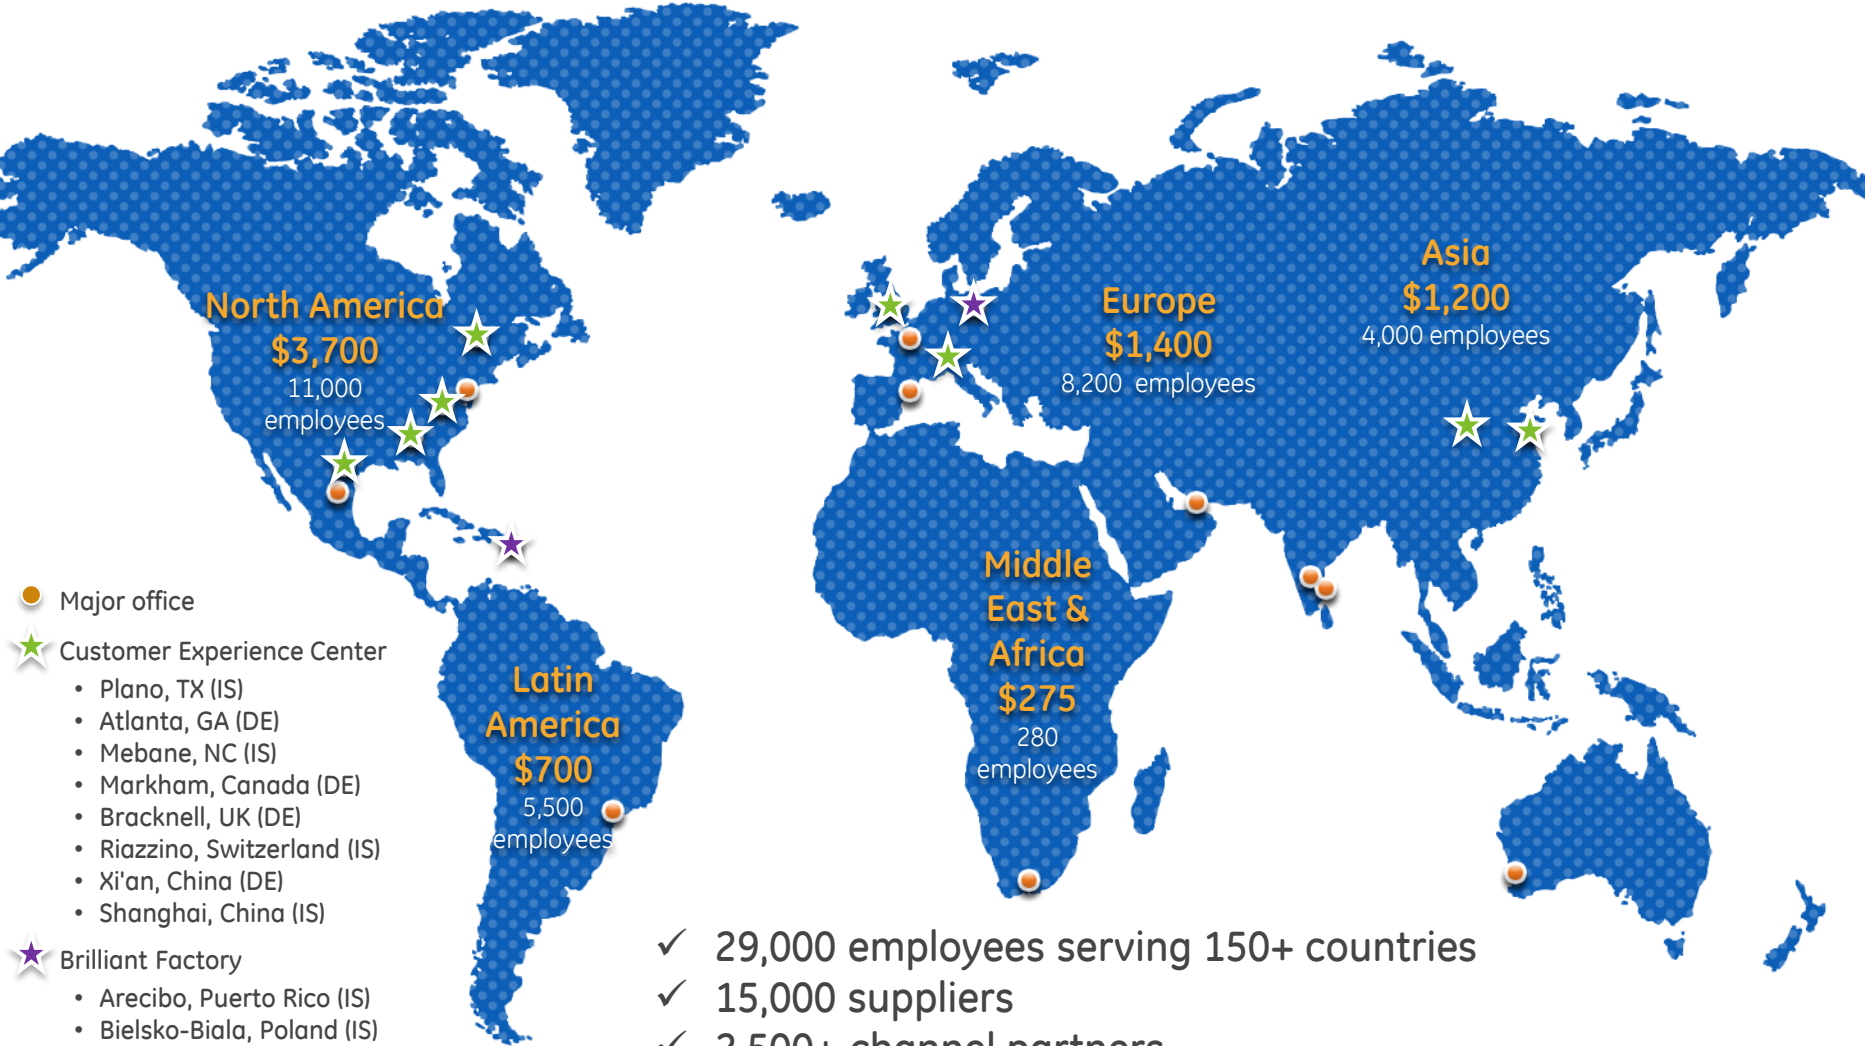 North America
$3,700
11,000
employees
Latin
America
$700
5,500
employees
Europe
$1,400
8,200 employees
Asia
$1,200
4,000 employees
Middle
East &
Africa
$275
280
employees
Major office
Customer Experience Center
• Plano, TX (IS)
• Atlanta, GA (DE)
• Mebane, NC (IS)
• Markham, Canada (DE)
• Bracknell, UK (DE)
• Riazzino, Switzerland (IS)
• Xi'an, China (DE)
• Shanghai, China (IS)
Brilliant Factory
• Arecibo, Puerto Rico (IS)
• Bielsko-Biala, Poland (IS)
✓ 29,000 employees serving 150+ countries
✓ 15,000 suppliers
✓ 2,500+ channel partners